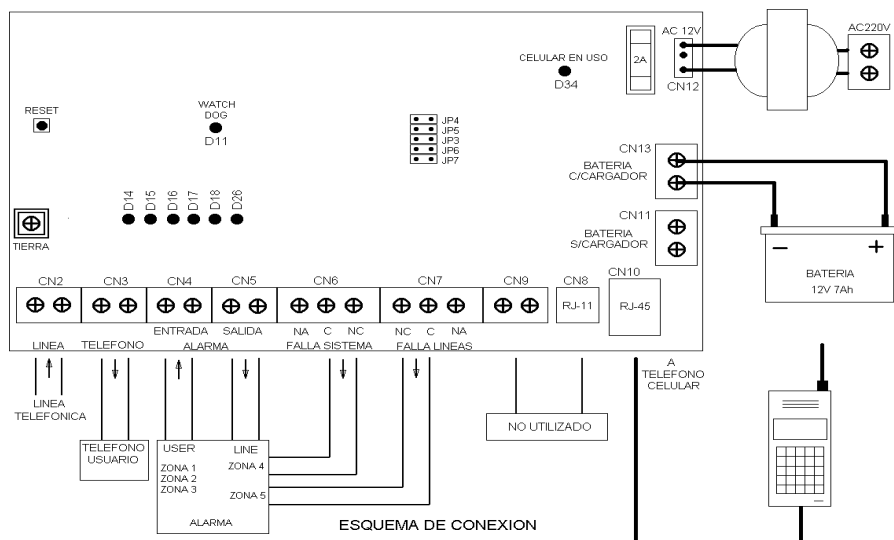 AC220V
AC 12V
CELULAR EN USO
D34
2A
CN12
RESET
WATCH
DOG
D11
JP4
JP5
JP3
JP6
JP7
CN13
BATERIA
C/CARGADOR
D14
D15
D16
D17
D18
D26
CN11
BATERIA
S/CARGADOR
TIERRA
BATERIA
12V 7Ah
CN2
CN3
CN4
CN5
CN6
CN7
CN9
CN8
CN10
RJ-11
RJ-45
ENTRADA
SALIDA
NA C NC
NC C NA
LINEA
TELEFONO
ALARMA
FALLA SISTEMA
FALLA LINEAS
A
TELEFONO
CELULAR
LINEA
TELEFONICA
NO UTILIZADO
TELEFONO
USUARIO
USER
LINE
ZONA 1
ZONA 2
ZONA 3
ZONA 4
ZONA 5
ALARMA
ESQUEMA DE CONEXION